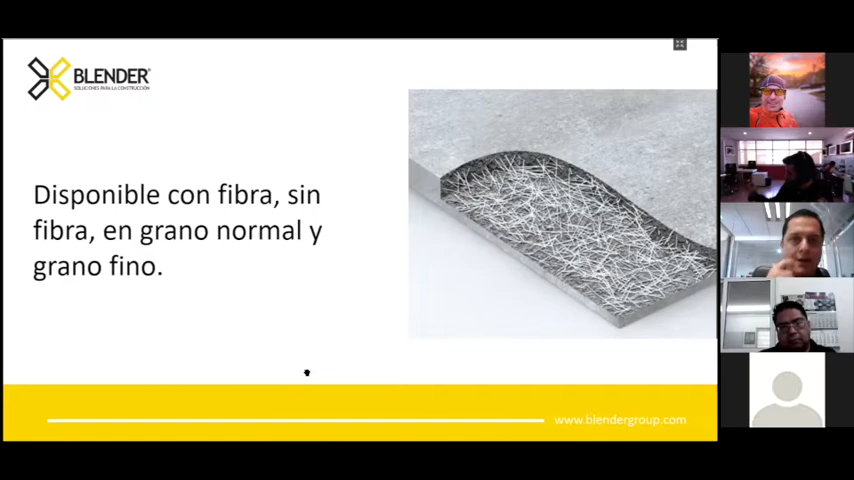 BLENDER
SOLUCIONES PARA LA CONSTRUCCIÓN
Disponible con fibra, sin
fibra, en grano normal y
grano fino.
www.blendergroup.com